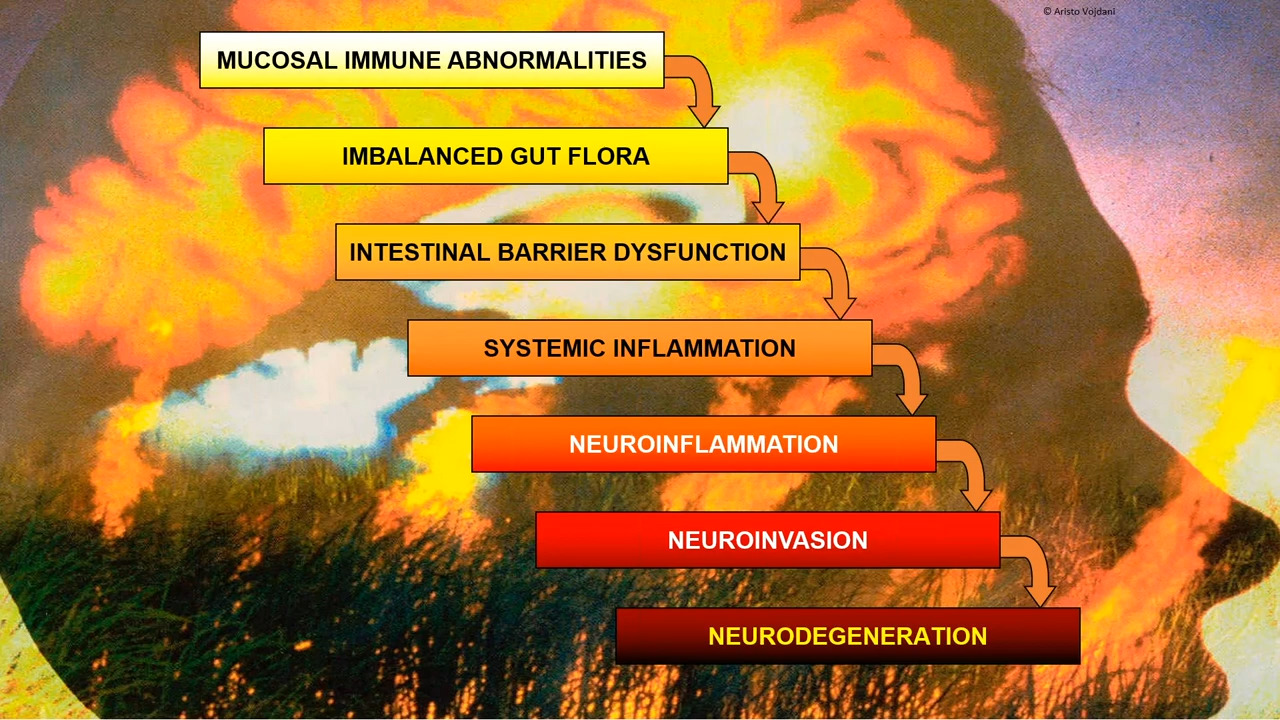 © Aristo Vojdani
MUCOSAL IMMUNE ABNORMALITIES
IMBALANCED GUT FLORA
INTESTINAL BARRIER DYSFUNCTION
SYSTEMIC INFLAMMATION
NEUROINFLAMMATION
NEUROINVASION
NEURODEGENERATION